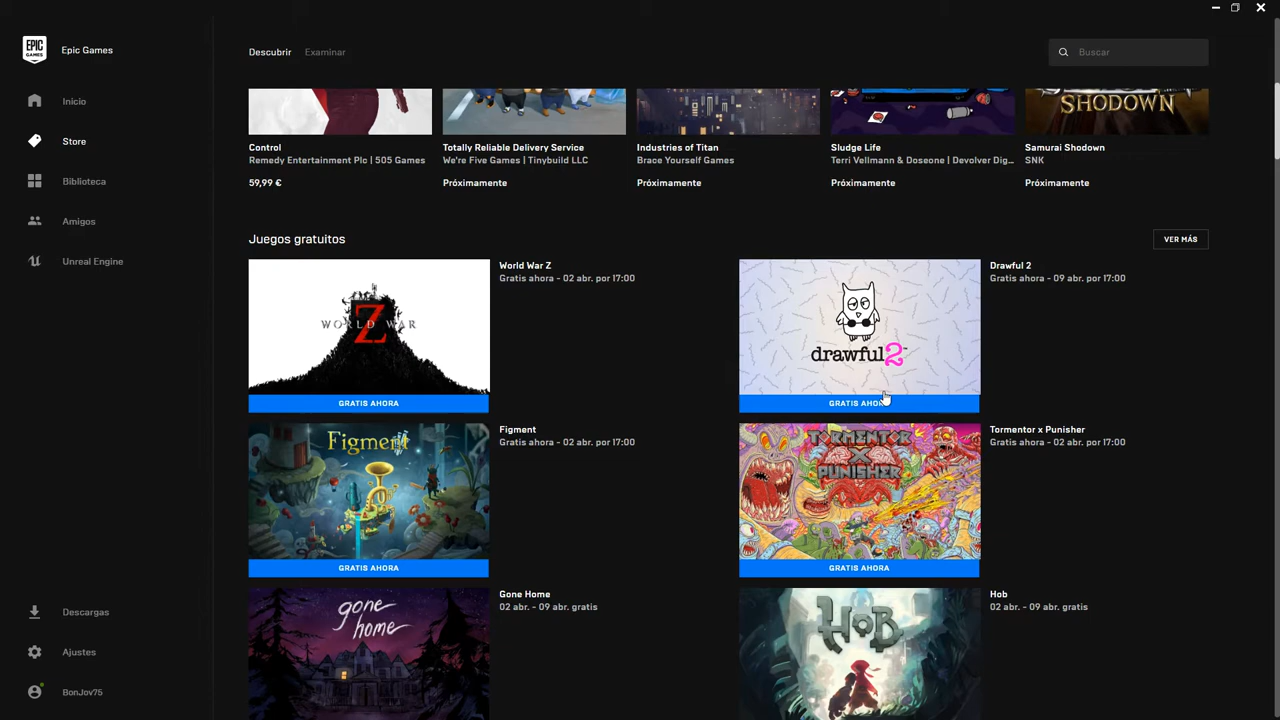 EPIC GAMES
Epic Games
Inicio
Store
Biblioteca
Amigos
Unreal Engine
Descargas
Ajustes
BonJov75
Descubrir
Examinar
Buscar
SHODOWN
Control
Remedy Entertainment Plc | 505 Games
59,99 €
Totally Reliable Delivery Service
We're Five Games | Tinybuild LLC
Próximamente
Industries of Titan
Brace Yourself Games
Próximamente
Sludge Life
Terri Vellmann & Doseone | Devolver Dig...
Próximamente
Samurai Shodown
SNK
Próximamente
Juegos gratuitos
VER MÁS
WORLD WAR
Z
GRATIS AHORA
World War Z
Gratis ahora - 02 abr. por 17:00
drawful 2
GRATIS AHORA
Drawful 2
Gratis ahora - 09 abr. por 17:00
Figment
GRATIS AHORA
Figment
Gratis ahora - 02 abr. por 17:00
TORMENTOR
X
PUNISHER
GRATIS AHORA
Tormentor x Punisher
Gratis ahora - 02 abr. por 17:00
gone
home
Gone Home
02 abr. - 09 abr. gratis
HOB
Hob
02 abr. - 09 abr. gratis